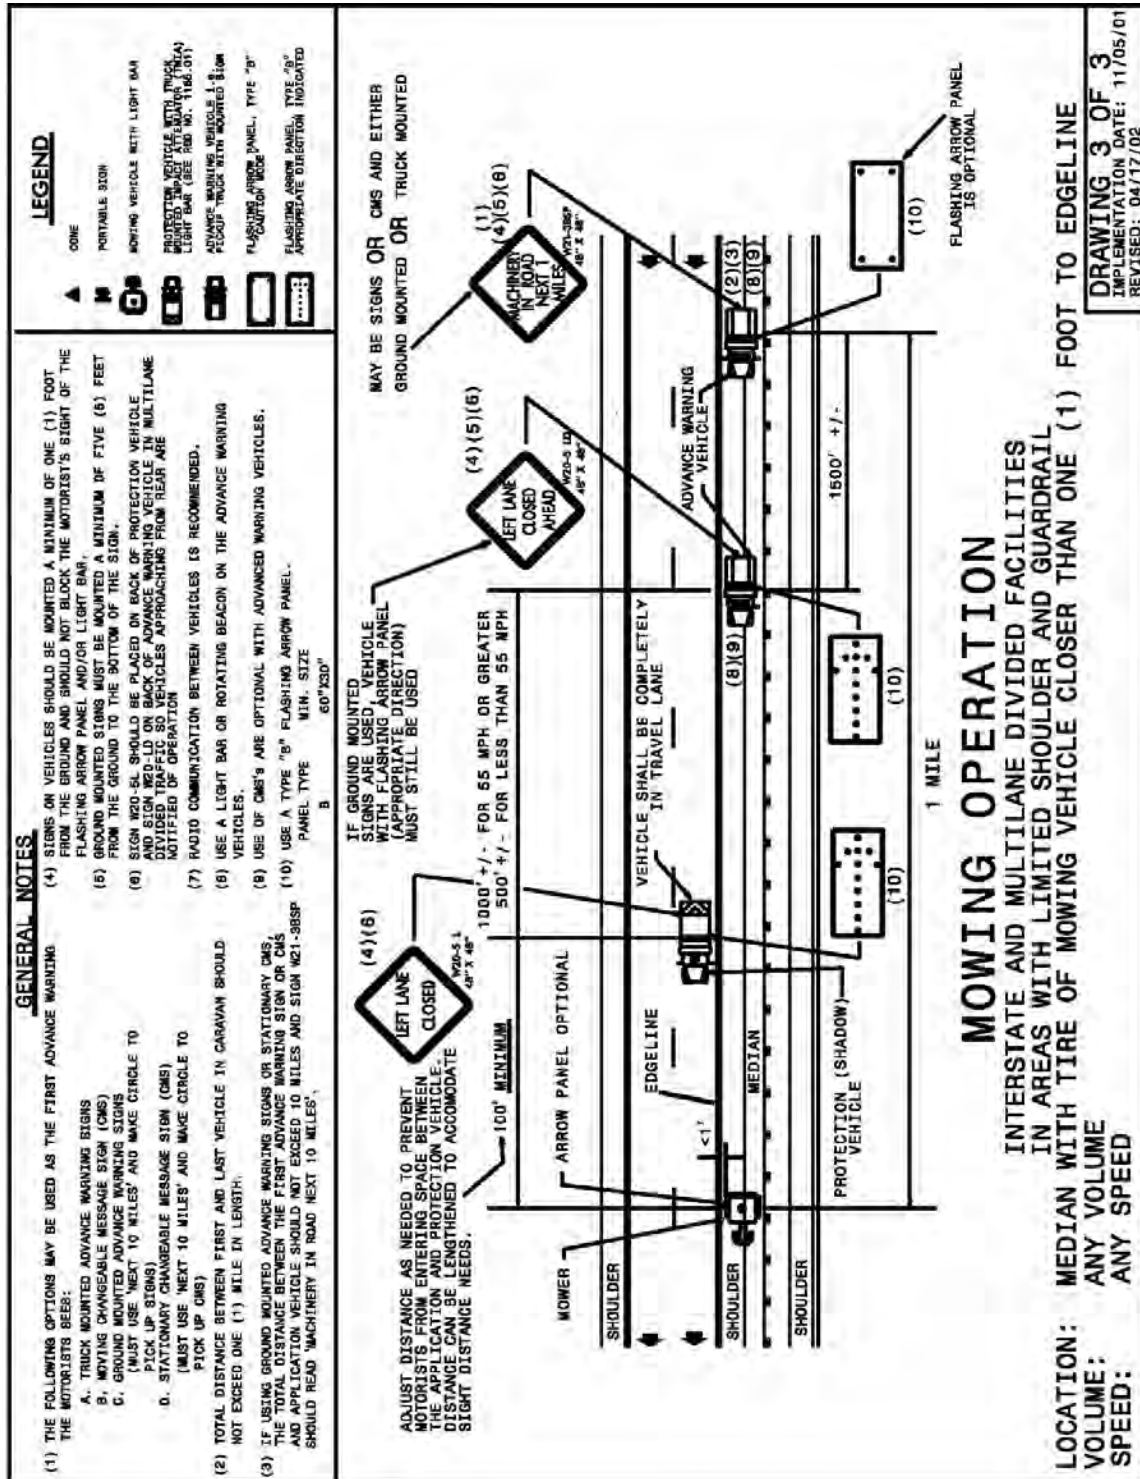 GENERAL NOTES
(1) THE FOLLOWING OPTIONS MAY BE USED AS THE FIRST ADVANCE WARNING
THE MOTORISTS SEES:
A. TRUCK MOUNTED ADVANCE WARNING SIGNS
B. MOVING CHANGEABLE MESSAGE SIGN (CMS)
C. GROUND MOUNTED ADVANCE WARNING SIGNS
(MUST USE 'NEXT 10 MILES' AND MAKE CIRCLE TO
PICK UP SIGNS)
D. STATIONARY CHANGEABLE MESSAGE SIGN (CMS)
(MUST USE 'NEXT 10 MILES' AND MAKE CIRCLE TO
PICK UP CMS)
(2) TOTAL DISTANCE BETWEEN FIRST AND LAST VEHICLE IN CARAVAN SHOULD
NOT EXCEED ONE (1) MILE IN LENGTH.
(3) IF USING GROUND MOUNTED ADVANCE WARNING SIGNS OR STATIONARY CMS,
THE TOTAL DISTANCE BETWEEN THE FIRST ADVANCE WARNING SIGN OR CMS
AND APPLICATION VEHICLE SHOULD NOT EXCEED 10 MILES AND SIGN W21-3BSP
SHOULD READ 'MACHINERY IN ROAD NEXT 10 MILES'.
(4) SIGNS ON VEHICLES SHOULD BE MOUNTED A MINIMUM OF ONE (1) FOOT
FROM THE GROUND AND SHOULD NOT BLOCK THE MOTORIST'S SIGHT OF THE
FLASHING ARROW PANEL AND/OR LIGHT BAR.
(5) GROUND MOUNTED SIGNS MUST BE MOUNTED A MINIMUM OF FIVE (5) FEET
FROM THE GROUND TO THE BOTTOM OF THE SIGN.
(6) SIGN W20-5L SHOULD BE PLACED ON BACK OF PROTECTION VEHICLE
AND SIGN W20-LD ON BACK OF ADVANCE WARNING VEHICLE IN MULTILANE
DIVIDED TRAFFIC SO VEHICLES APPROACHING FROM REAR ARE
NOTIFIED OF OPERATION
(7) RADIO COMMUNICATION BETWEEN VEHICLES IS RECOMMENDED.
(8) USE A LIGHT BAR OR ROTATING BEACON ON THE ADVANCE WARNING
VEHICLES.
(9) USE OF CMS'S ARE OPTIONAL WITH ADVANCED WARNING VEHICLES.
(10) USE A TYPE "B" FLASHING ARROW PANEL.
PANEL TYPE MIN. SIZE
B 60"X30"
LEGEND
CONE
PORTABLE SIGN
MOWING VEHICLE WITH LIGHT BAR
PROTECTION VEHICLE WITH TRUCK
MOUNTED IMPACT ATTENUATOR (TMIA)
LIGHT BAR (SEE RED NO. 1180.01)
ADVANCE WARNING VEHICLE
PICKUP TRUCK WITH MOUNTED SIGN
FLASHING ARROW PANEL, TYPE "B"
"CAUTION MODE"
FLASHING ARROW PANEL, TYPE "B"
APPROPRIATE DIRECTION INDICATED
ADJUST DISTANCE AS NEEDED TO PREVENT
MOTORISTS FROM ENTERING SPACE BETWEEN
THE APPLICATION AND PROTECTION VEHICLE.
DISTANCE CAN BE LENGTHENED TO ACCOMODATE
SIGHT DISTANCE NEEDS.
LEFT LANE
CLOSED
(4)(6)
W20-5 L
48" X 48"
IF GROUND MOUNTED
SIGNS ARE USED, VEHICLE
WITH FLASHING ARROW PANEL
(APPROPRIATE DIRECTION)
MUST STILL BE USED
LEFT LANE
CLOSED
AHEAD
(4)(5)(6)
W20-5 LD
48" X 48"
MAY BE SIGNS OR CMS AND EITHER
GROUND MOUNTED OR TRUCK MOUNTED
MACHINERY
IN ROAD
NEXT 1
MILES
(1)
(4)(5)(6)
W21-3BSP
48" X 48"
100' MINIMUM
1000' +/- FOR 55 MPH OR GREATER
500' +/- FOR LESS THAN 55 MPH
MOWER
ARROW PANEL OPTIONAL
EDGELINE
VEHICLE SHALL BE COMPLETELY
IN TRAVEL LANE
ADVANCE WARNING
VEHICLE
SHOULDER
<1'
SHOULDER
MEDIAN
(8)(9)
(2)(3)
(8)(9)
SHOULDER
PROTECTION (SHADOW)
VEHICLE
(10)
(10)
1500' +/-
(10)
FLASHING ARROW PANEL
IS OPTIONAL
1 MILE
MOWING OPERATION
INTERSTATE AND MULTILANE DIVIDED FACILITIES
IN AREAS WITH LIMITED SHOULDER AND GUARDRAIL
LOCATION: MEDIAN WITH TIRE OF MOWING VEHICLE CLOSER THAN ONE (1) FOOT TO EDGELINE
VOLUME: ANY VOLUME
SPEED: ANY SPEED
DRAWING 3 OF 3
IMPLEMENTATION DATE: 11/05/01
REVISED: 04/17/02